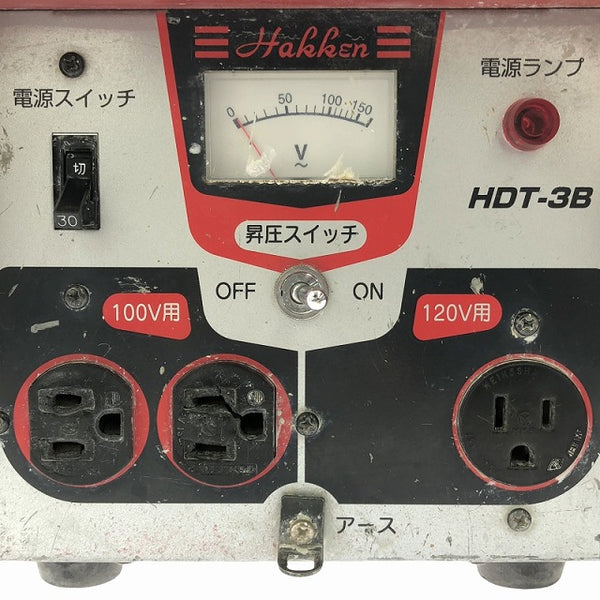 Hakken
電源スイッチ
電源ランプ
0 50 100 150
V
切
30
HDT-3B
昇圧スイッチ
OFF ON
100V用
120V用
アース